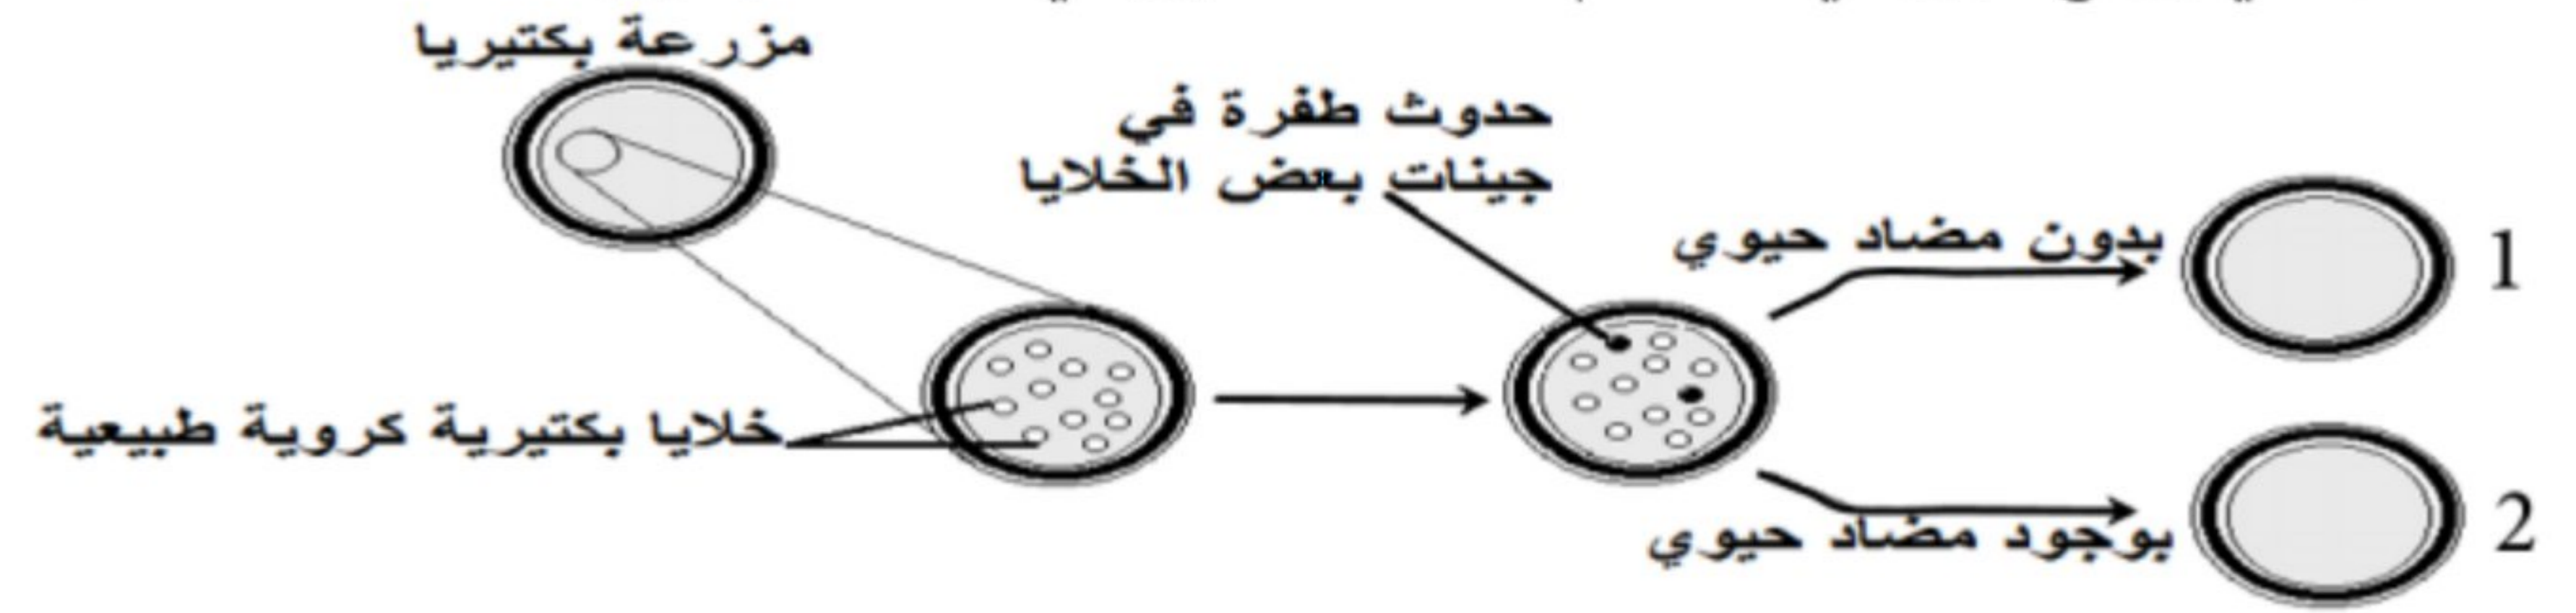 مزرعة بكتيريا
حدوث طفرة في
جينات بعض الخلايا
بدون مضاد حيوي
1
خلايا بكتيرية كروية طبيعية
بوجود مضاد حيوي
2